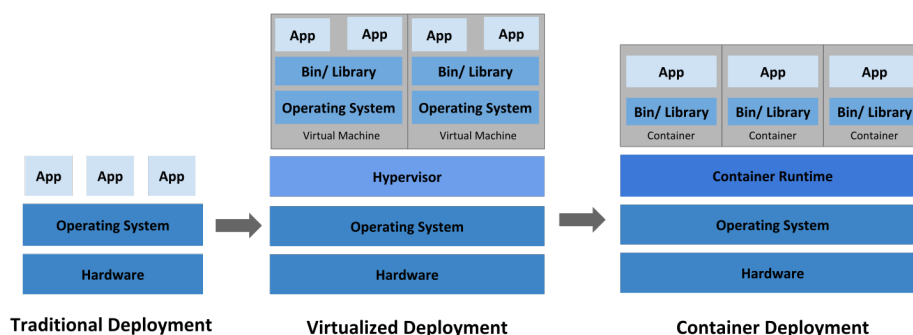 App App App
Operating System
Hardware
Traditional Deployment
App App App App
Bin/ Library Bin/ Library
Operating System Operating System
Virtual Machine Virtual Machine
Hypervisor
Operating System
Hardware
Virtualized Deployment
App App App
Bin/ Library Bin/ Library Bin/ Library
Container Container Container
Container Runtime
Operating System
Hardware
Container Deployment